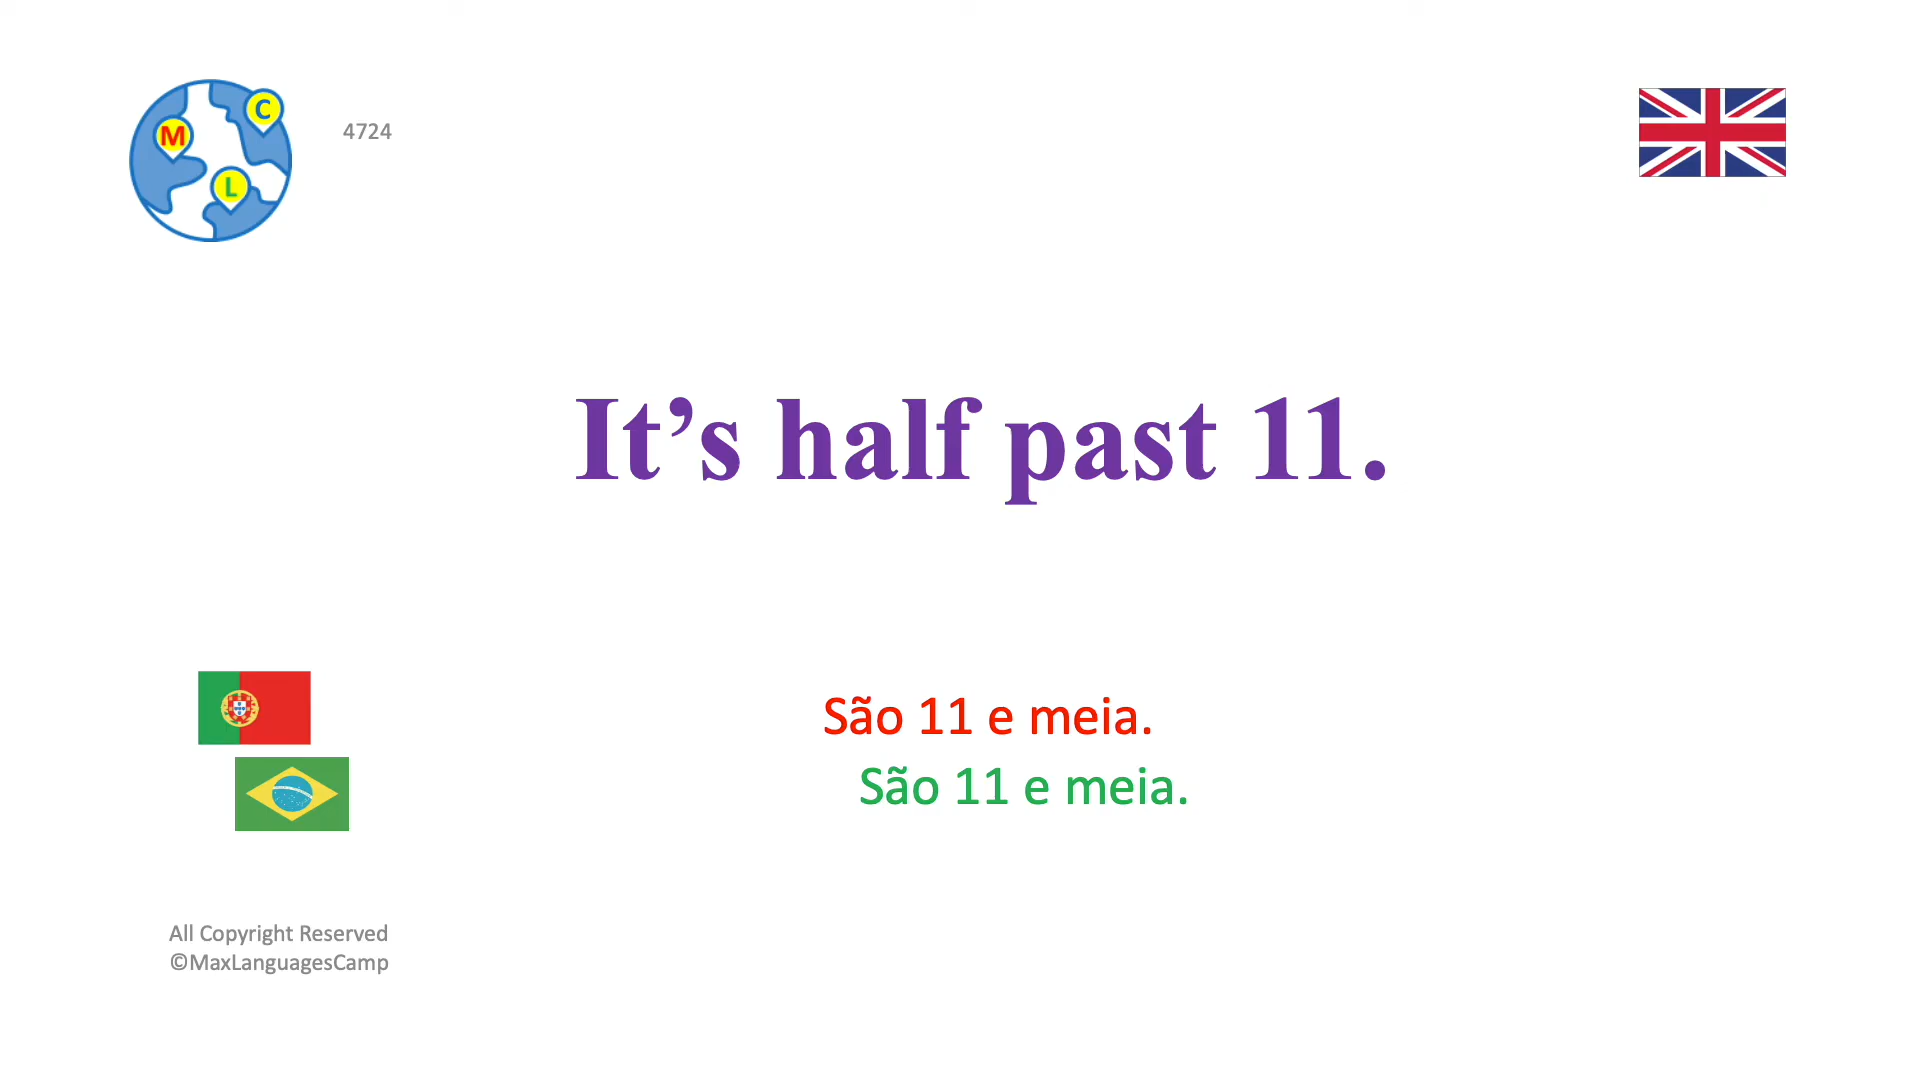 M
C
L
4724
It’s half past 11.
São 11 e meia.
São 11 e meia.
All Copyright Reserved
©MaxLanguagesCamp